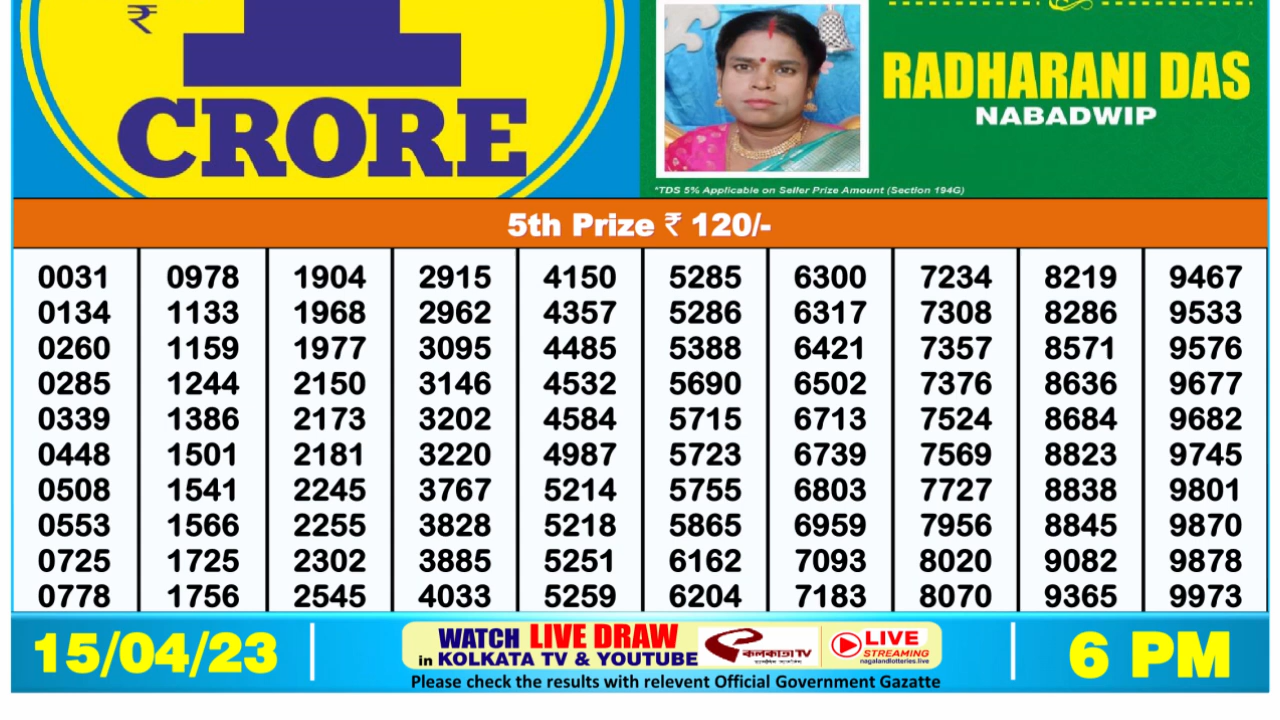 ₹ 1
CRORE
RADHARANI DAS
NABADWIP
*TDS 5% Applicable on Seller Prize Amount (Section 194G)
5th Prize ₹ 120/-
0031 0978 1904 2915 4150 5285 6300 7234 8219 9467
0134 1133 1968 2962 4357 5286 6317 7308 8286 9533
0260 1159 1977 3095 4485 5388 6421 7357 8571 9576
0285 1244 2150 3146 4532 5690 6502 7376 8636 9677
0339 1386 2173 3202 4584 5715 6713 7524 8684 9682
0448 1501 2181 3220 4987 5723 6739 7569 8823 9745
0508 1541 2245 3767 5214 5755 6803 7727 8838 9801
0553 1566 2255 3828 5218 5865 6959 7956 8845 9870
0725 1725 2302 3885 5251 6162 7093 8020 9082 9878
0778 1756 2545 4033 5259 6204 7183 8070 9365 9973
15/04/23
WATCH LIVE DRAW
in KOLKATA TV & YOUTUBE
কলকাতা TV
LIVE
STREAMING
nagalandlotteries.live
6 PM
Please check the results with relevent Official Government Gazatte